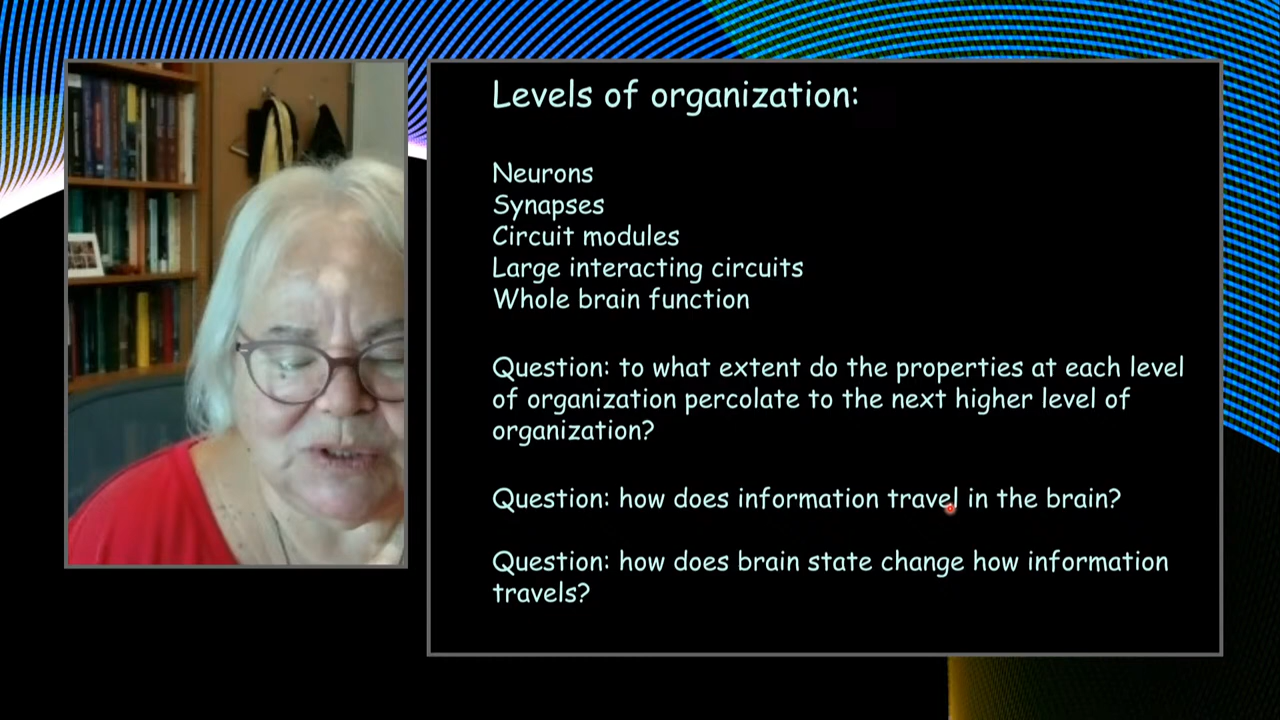 Levels of organization:
Neurons
Synapses
Circuit modules
Large interacting circuits
Whole brain function
Question: to what extent do the properties at each level
of organization percolate to the next higher level of
organization?
Question: how does information travel in the brain?
Question: how does brain state change how information
travels?